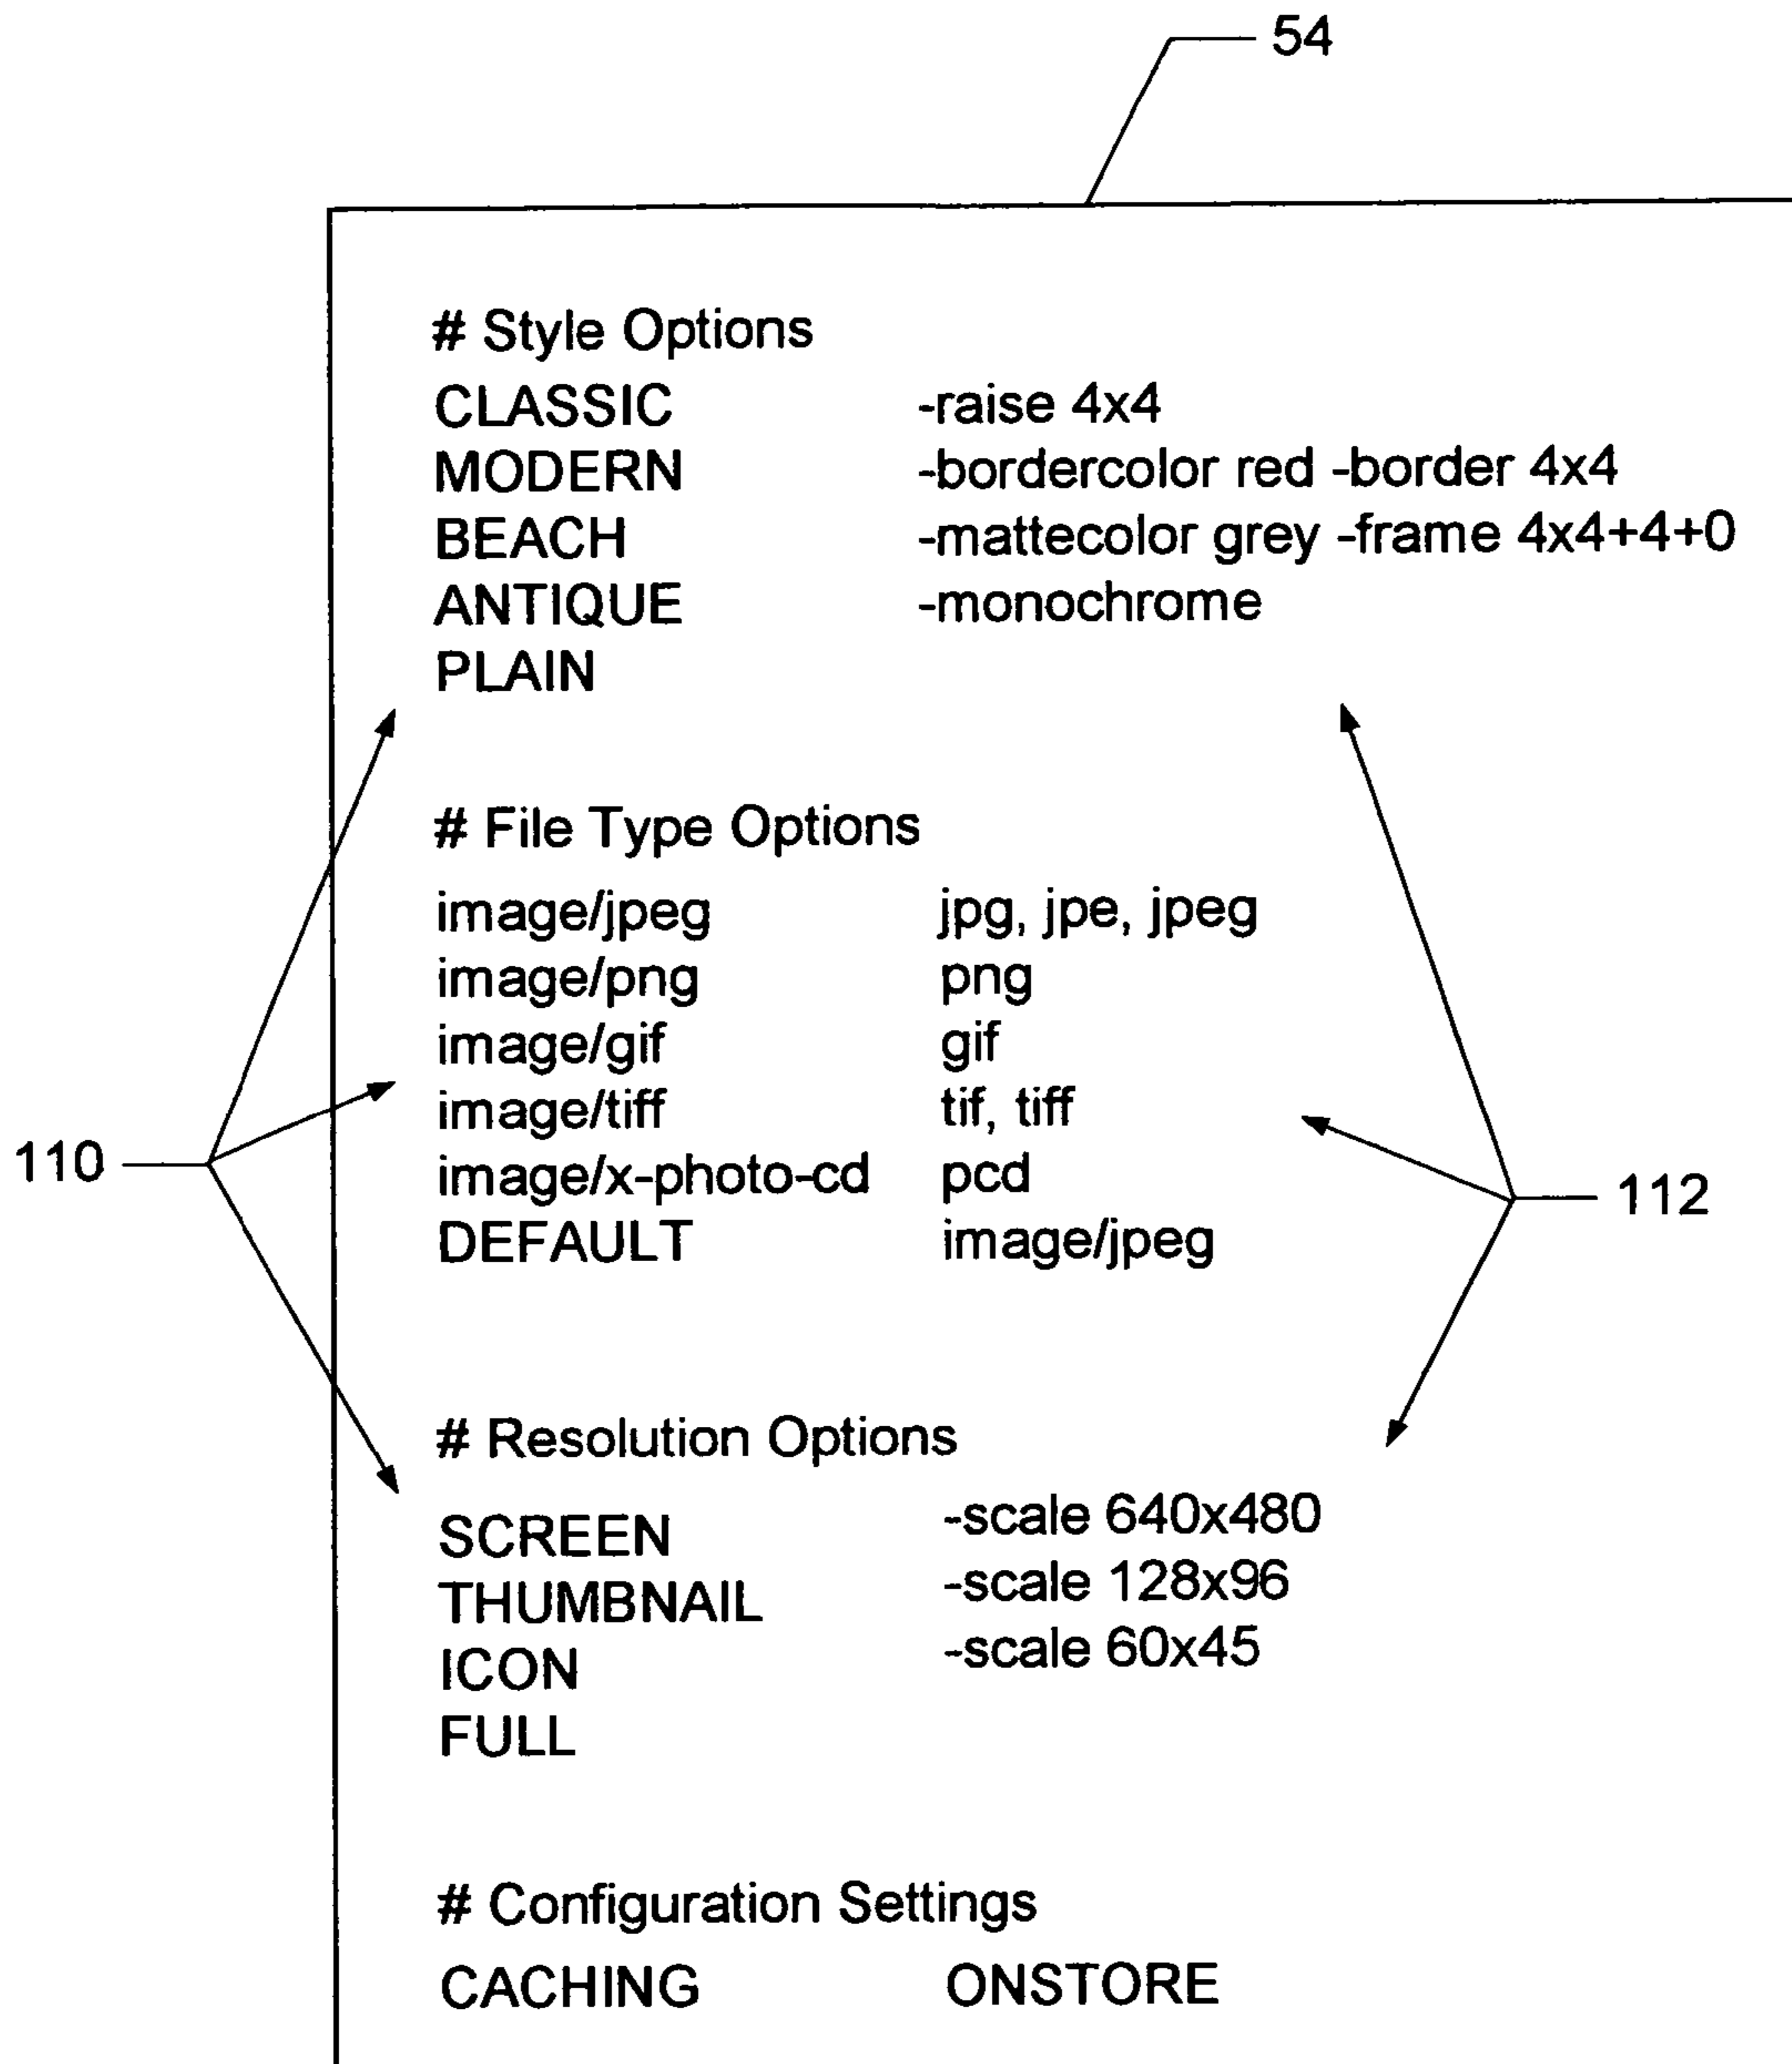 54
# Style Options
CLASSIC -raise 4x4
MODERN -bordercolor red -border 4x4
BEACH -mattecolor grey -frame 4x4+4+0
ANTIQUE -monochrome
PLAIN
# File Type Options
image/jpeg jpg, jpe, jpeg
image/png png
image/gif gif
image/tiff tif, tiff
110
image/x-photo-cd pcd
112
DEFAULT image/jpeg
# Resolution Options
SCREEN -scale 640x480
THUMBNAIL -scale 128x96
ICON -scale 60x45
FULL
# Configuration Settings
CACHING ONSTORE